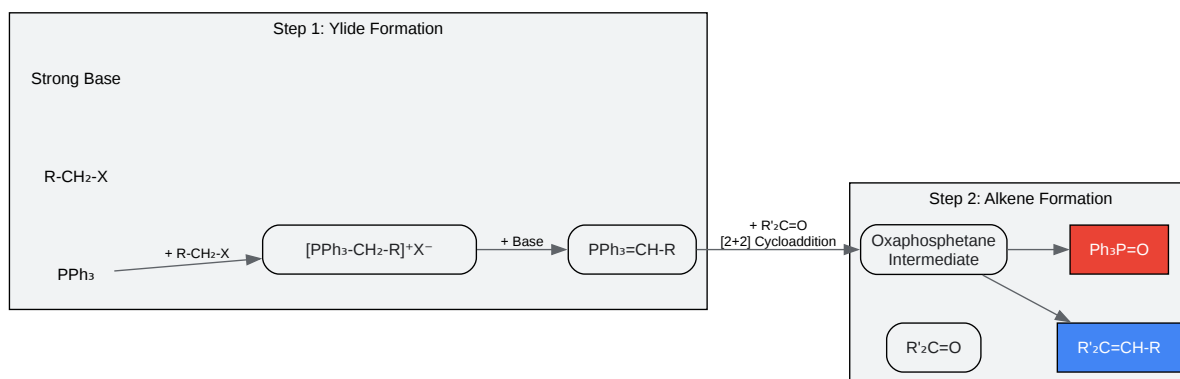 Step 1: Ylide Formation
Strong Base
R-CH₂-X
PPh₃
+ R-CH₂-X
[PPh₃-CH₂-R]⁺X⁻
+ Base
PPh₃=CH-R
+ R'₂C=O
[2+2] Cycloaddition
Step 2: Alkene Formation
Oxaphosphetane
Intermediate
Ph₃P=O
R'₂C=O
R'₂C=CH-R